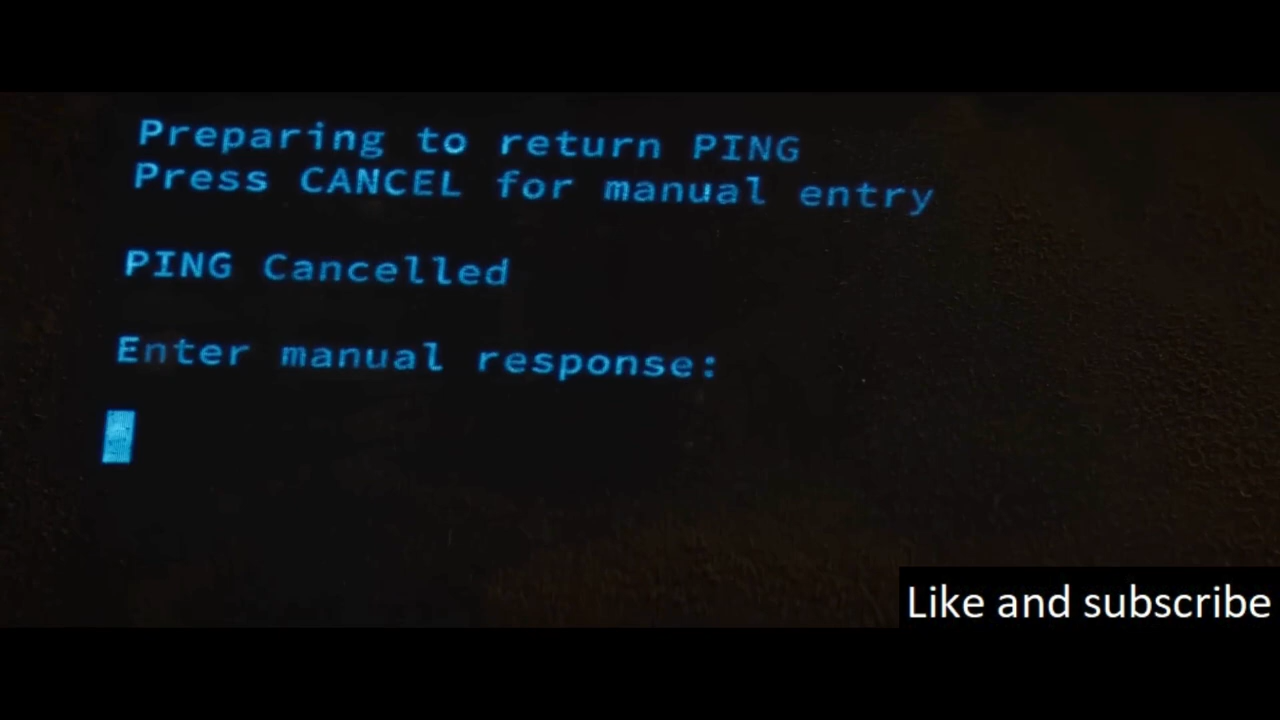 Preparing to return PING
Press CANCEL for manual entry
PING Cancelled
Enter manual response:
Like and subscribe